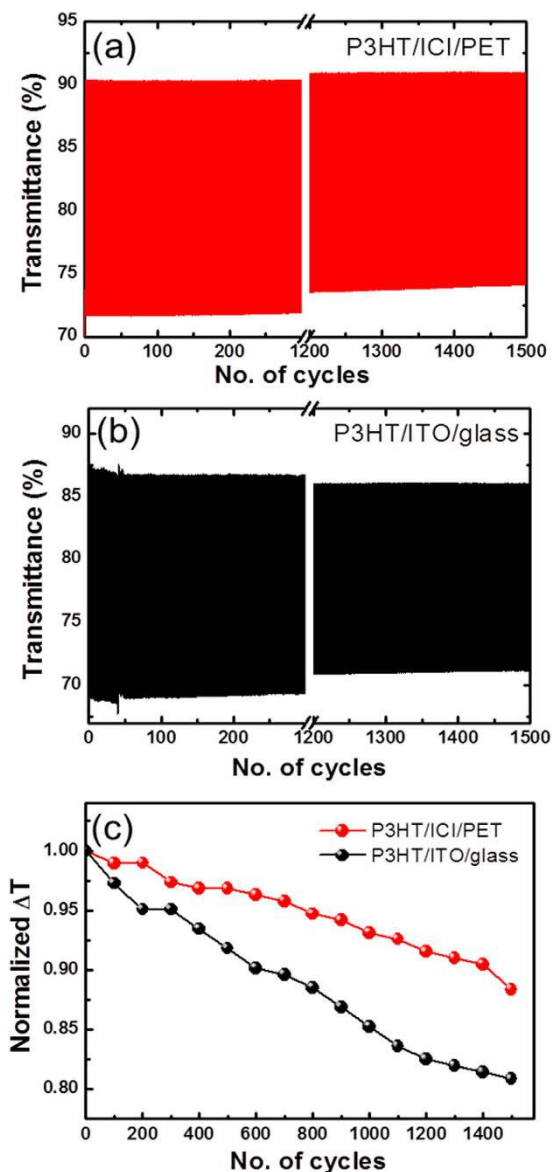 (a) P3HT/ICI/PET
Transmittance (%)
95
90
85
80
75
70
0 100 200 1200 1300 1400 1500
No. of cycles
(b) P3HT/ITO/glass
Transmittance (%)
90
85
80
75
70
0 100 200 1200 1300 1400 1500
No. of cycles
(c)
P3HT/ICI/PET
P3HT/ITO/glass
Normalized ΔT
1.00
0.95
0.90
0.85
0.80
0 200 400 600 800 1000 1200 1400
No. of cycles